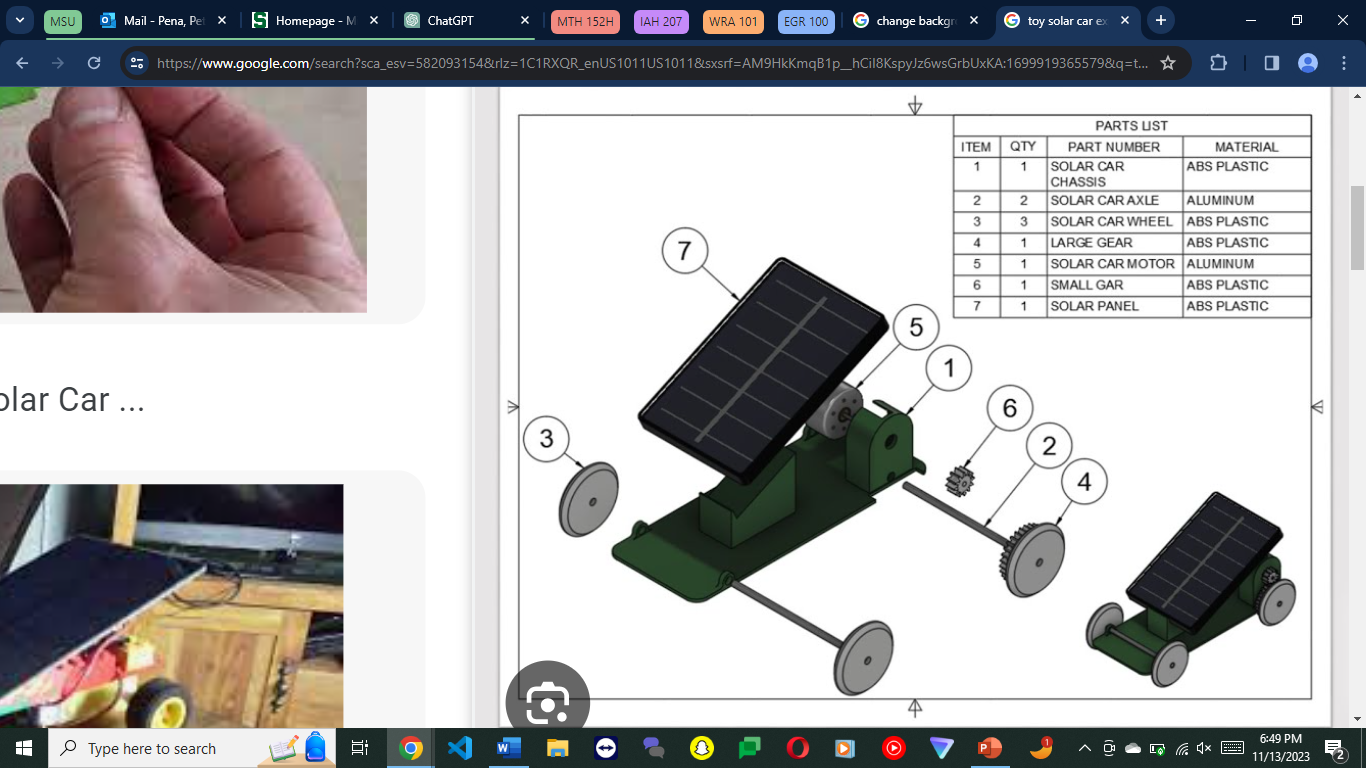 MSU
Mail - Pena, Pet
Homepage - M
ChatGPT
MTH 152H
IAH 207
WRA 101
EGR 100
change backgr
toy solar car ex
https://www.google.com/search?sca_esv=582093154&rlz=1C1RXQR_enUS1011US1011&sxsrf=AM9HkKmqB1p__hCiI8KspyJz6wsGrbUxKA:1699919365579&q=t...
olar Car ...
PARTS LIST
ITEM QTY PART NUMBER MATERIAL
1 1 SOLAR CAR CHASSIS ABS PLASTIC
2 2 SOLAR CAR AXLE ALUMINUM
3 3 SOLAR CAR WHEEL ABS PLASTIC
4 1 LARGE GEAR ABS PLASTIC
5 1 SOLAR CAR MOTOR ALUMINUM
6 1 SMALL GAR ABS PLASTIC
7 1 SOLAR PANEL ABS PLASTIC
7
5
1
6
3
2
4
Type here to search
1
6:49 PM
11/13/2023
2